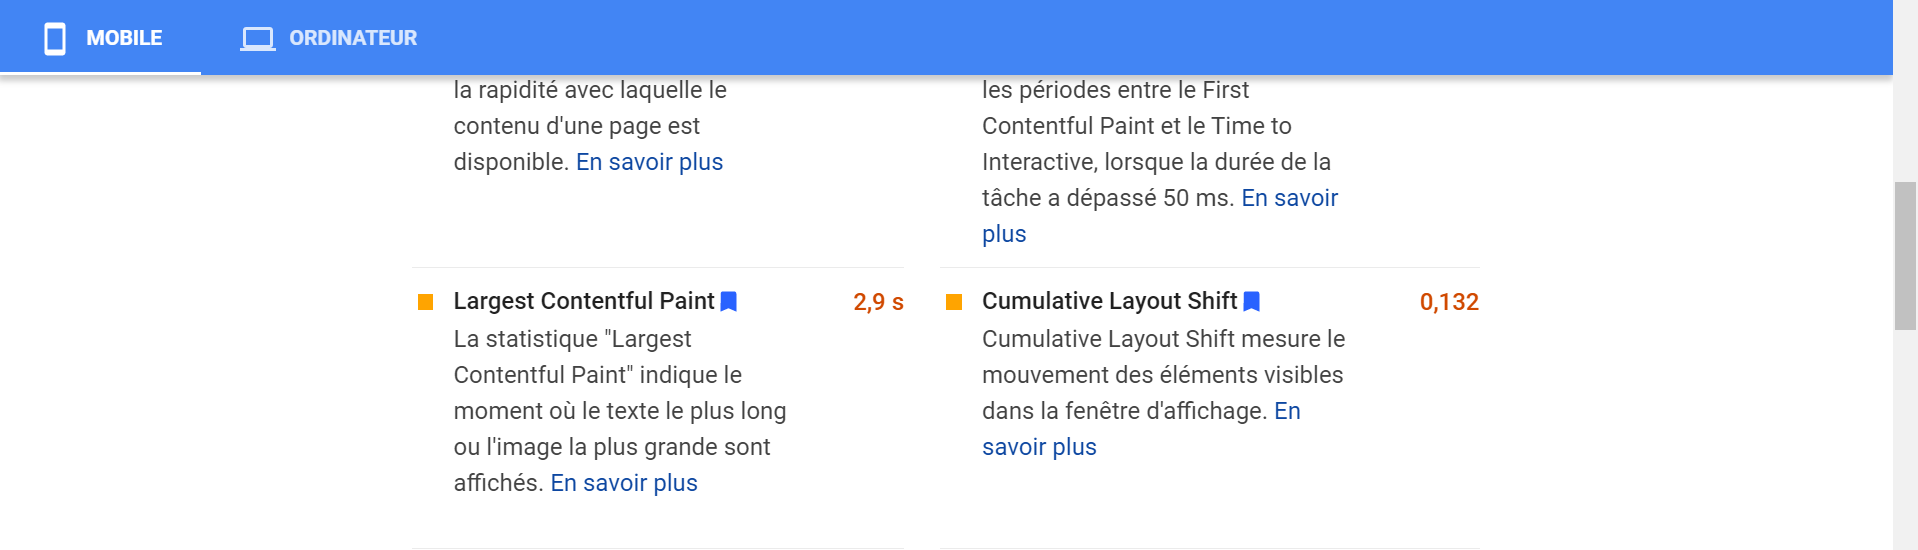 MOBILE
ORDINATEUR
la rapidité avec laquelle le
contenu d'une page est
disponible. En savoir plus
les périodes entre le First
Contentful Paint et le Time to
Interactive, lorsque la durée de la
tâche a dépassé 50 ms. En savoir
plus
Largest Contentful Paint 2,9 s
La statistique "Largest
Contentful Paint" indique le
moment où le texte le plus long
ou l'image la plus grande sont
affichés. En savoir plus
Cumulative Layout Shift 0,132
Cumulative Layout Shift mesure le
mouvement des éléments visibles
dans la fenêtre d'affichage. En
savoir plus